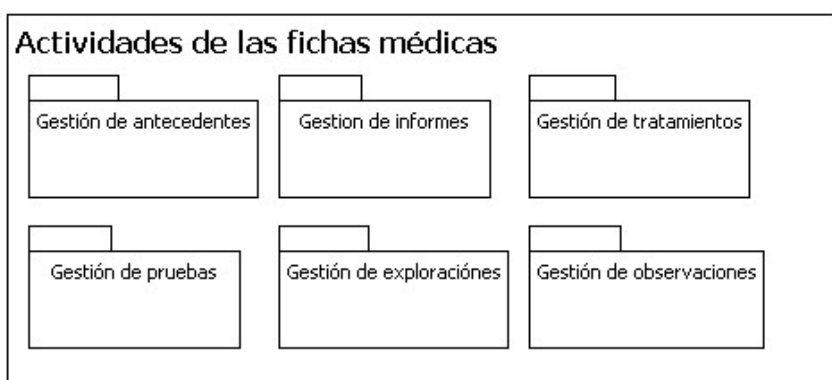 Actividades de las fichas médicas
Gestión de antecedentes
Gestion de informes
Gestión de tratamientos
Gestión de pruebas
Gestión de exploraciónes
Gestión de observaciones